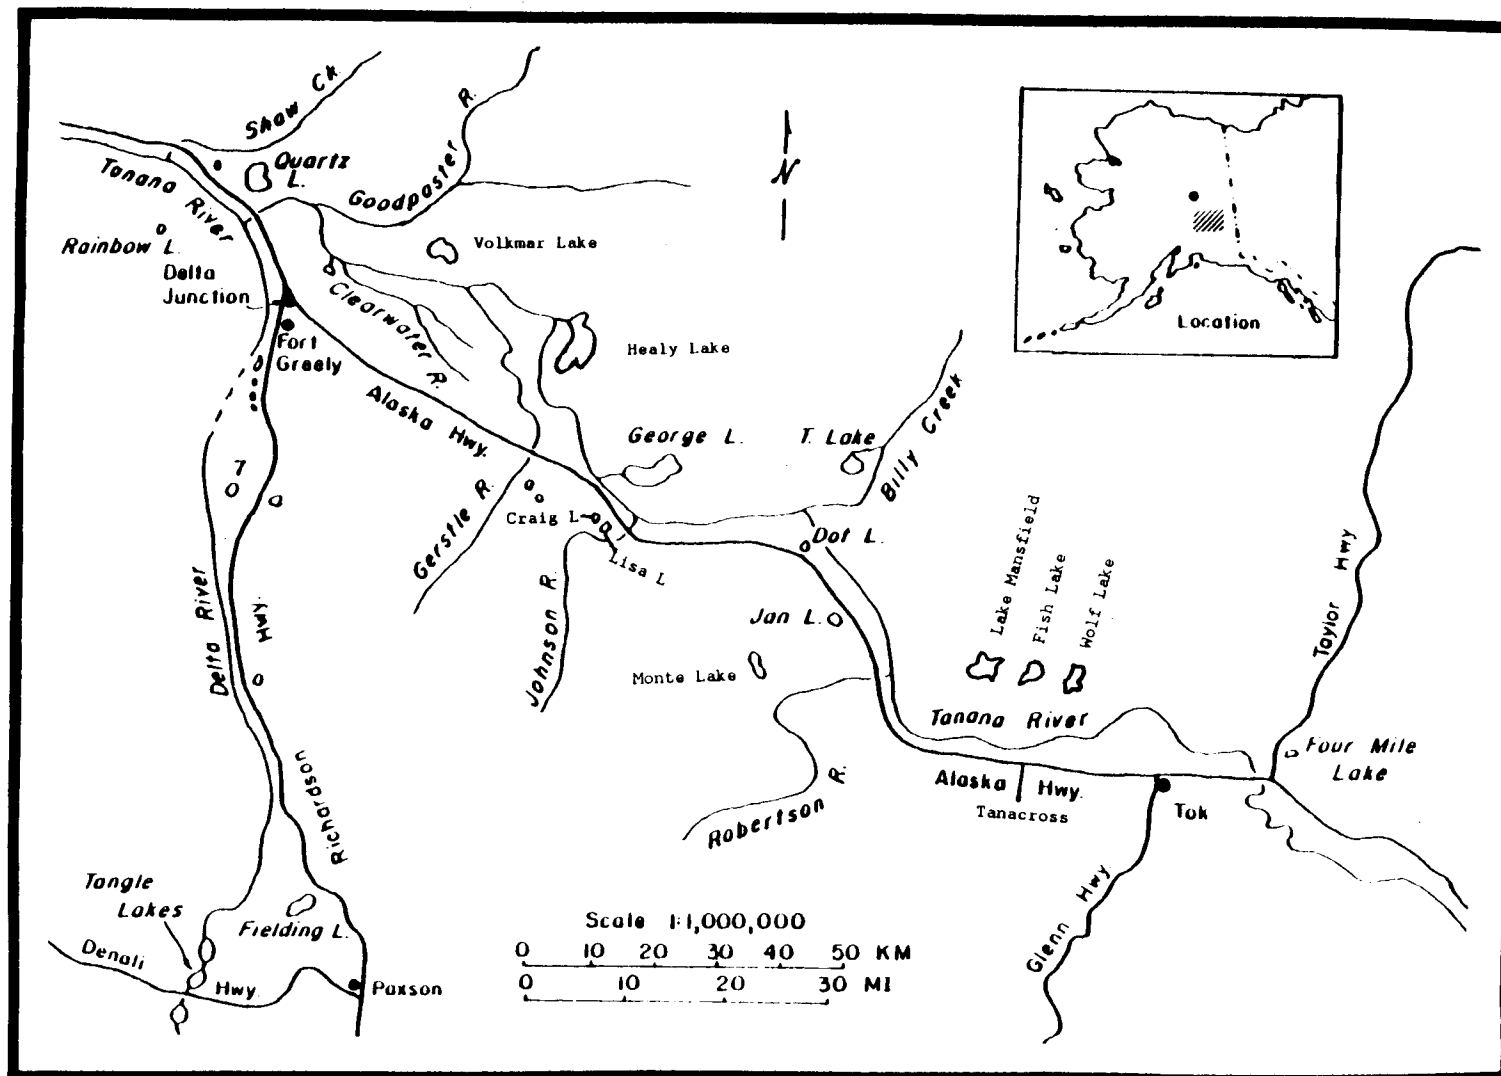 Shaw Ck.
Quartz
L.
Goodpaster R.
Tanana
River
Rainbow
L.
Volkmar Lake
Delta
Junction
Clearwater R.
Fort
Greely
Healy Lake
Alaska Hwy.
George L.
T. Lake
Billy Creek
7
Gerstle R.
Craig L
Lisa L
Dot L.
Johnson R.
Jan L.
Monte Lake
Lake Mansfield
Fish Lake
Wolf Lake
Taylor Hwy
N
Location
Delta River
Richardson
Hwy.
Tanana River
Robertson R.
Alaska Hwy.
Tanacross
Tok
Four Mile
Lake
Glenn Hwy
Tangle
Lakes
Fielding L.
Denali
Hwy.
Paxson
Scale 1:1,000,000
0 10 20 30 40 50 KM
0 10 20 30 MI